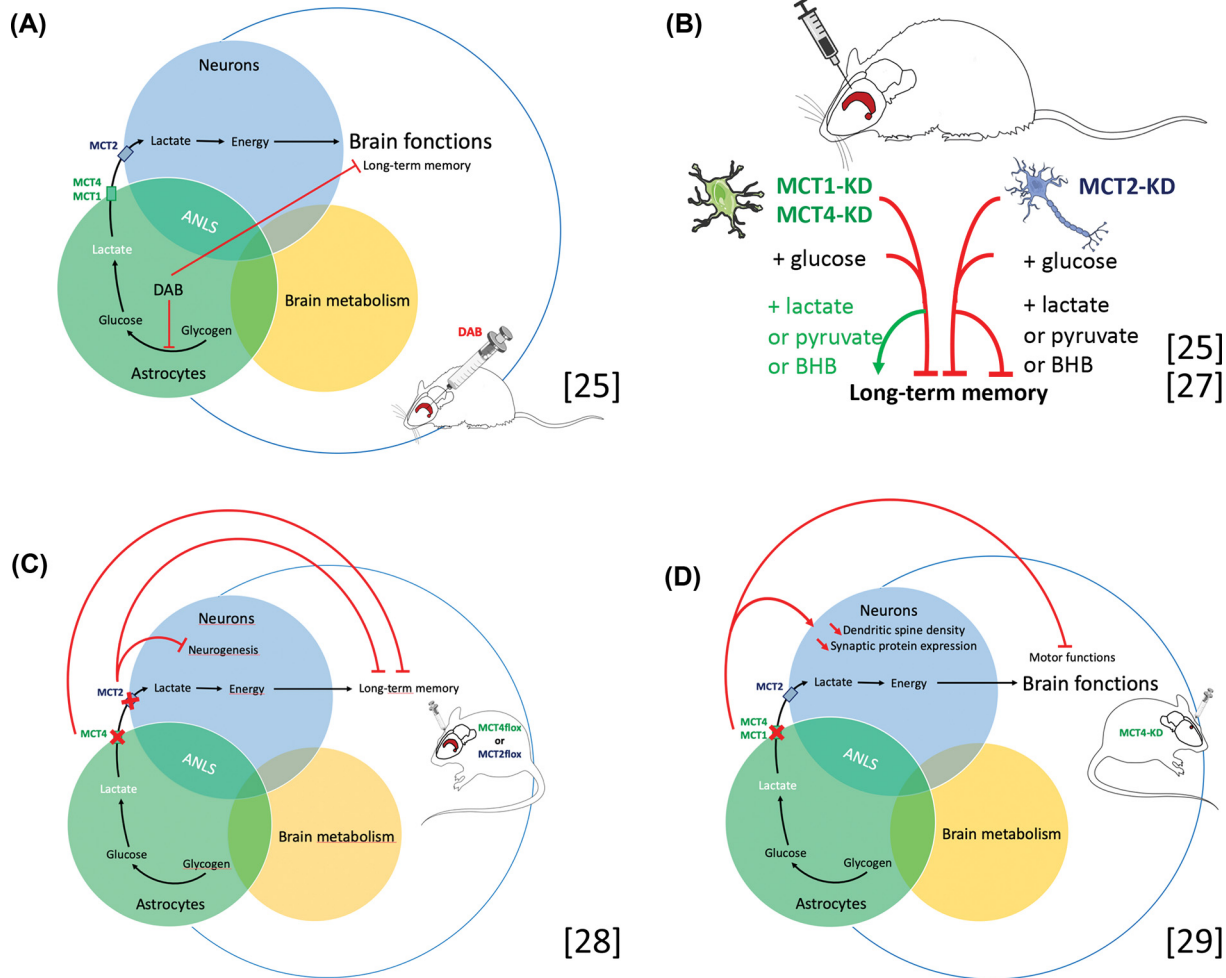 (A)
Neurons
MCT2
Lactate
Energy
Brain fonctions
Long-term memory
MCT4
MCT1
ANLS
Lactate
DAB
Glucose
Glycogen
Astrocytes
Brain metabolism
DAB
[25]
(B)
MCT1-KD
MCT4-KD
MCT2-KD
+ glucose
+ glucose
+ lactate
or pyruvate
or BHB
+ lactate
or pyruvate
or BHB
Long-term memory
[25]
[27]
(C)
Neurons
Neurogenesis
MCT2
Lactate
Energy
Long-term memory
MCT4
ANLS
MCT4flox
or
MCT2flox
Lactate
Glucose
Glycogen
Astrocytes
Brain metabolism
[28]
(D)
Neurons
Dendritic spine density
Synaptic protein expression
Motor functions
MCT2
Lactate
Energy
Brain fonctions
MCT4
MCT1
ANLS
MCT4-KD
Lactate
Glucose
Glycogen
Astrocytes
Brain metabolism
[29]